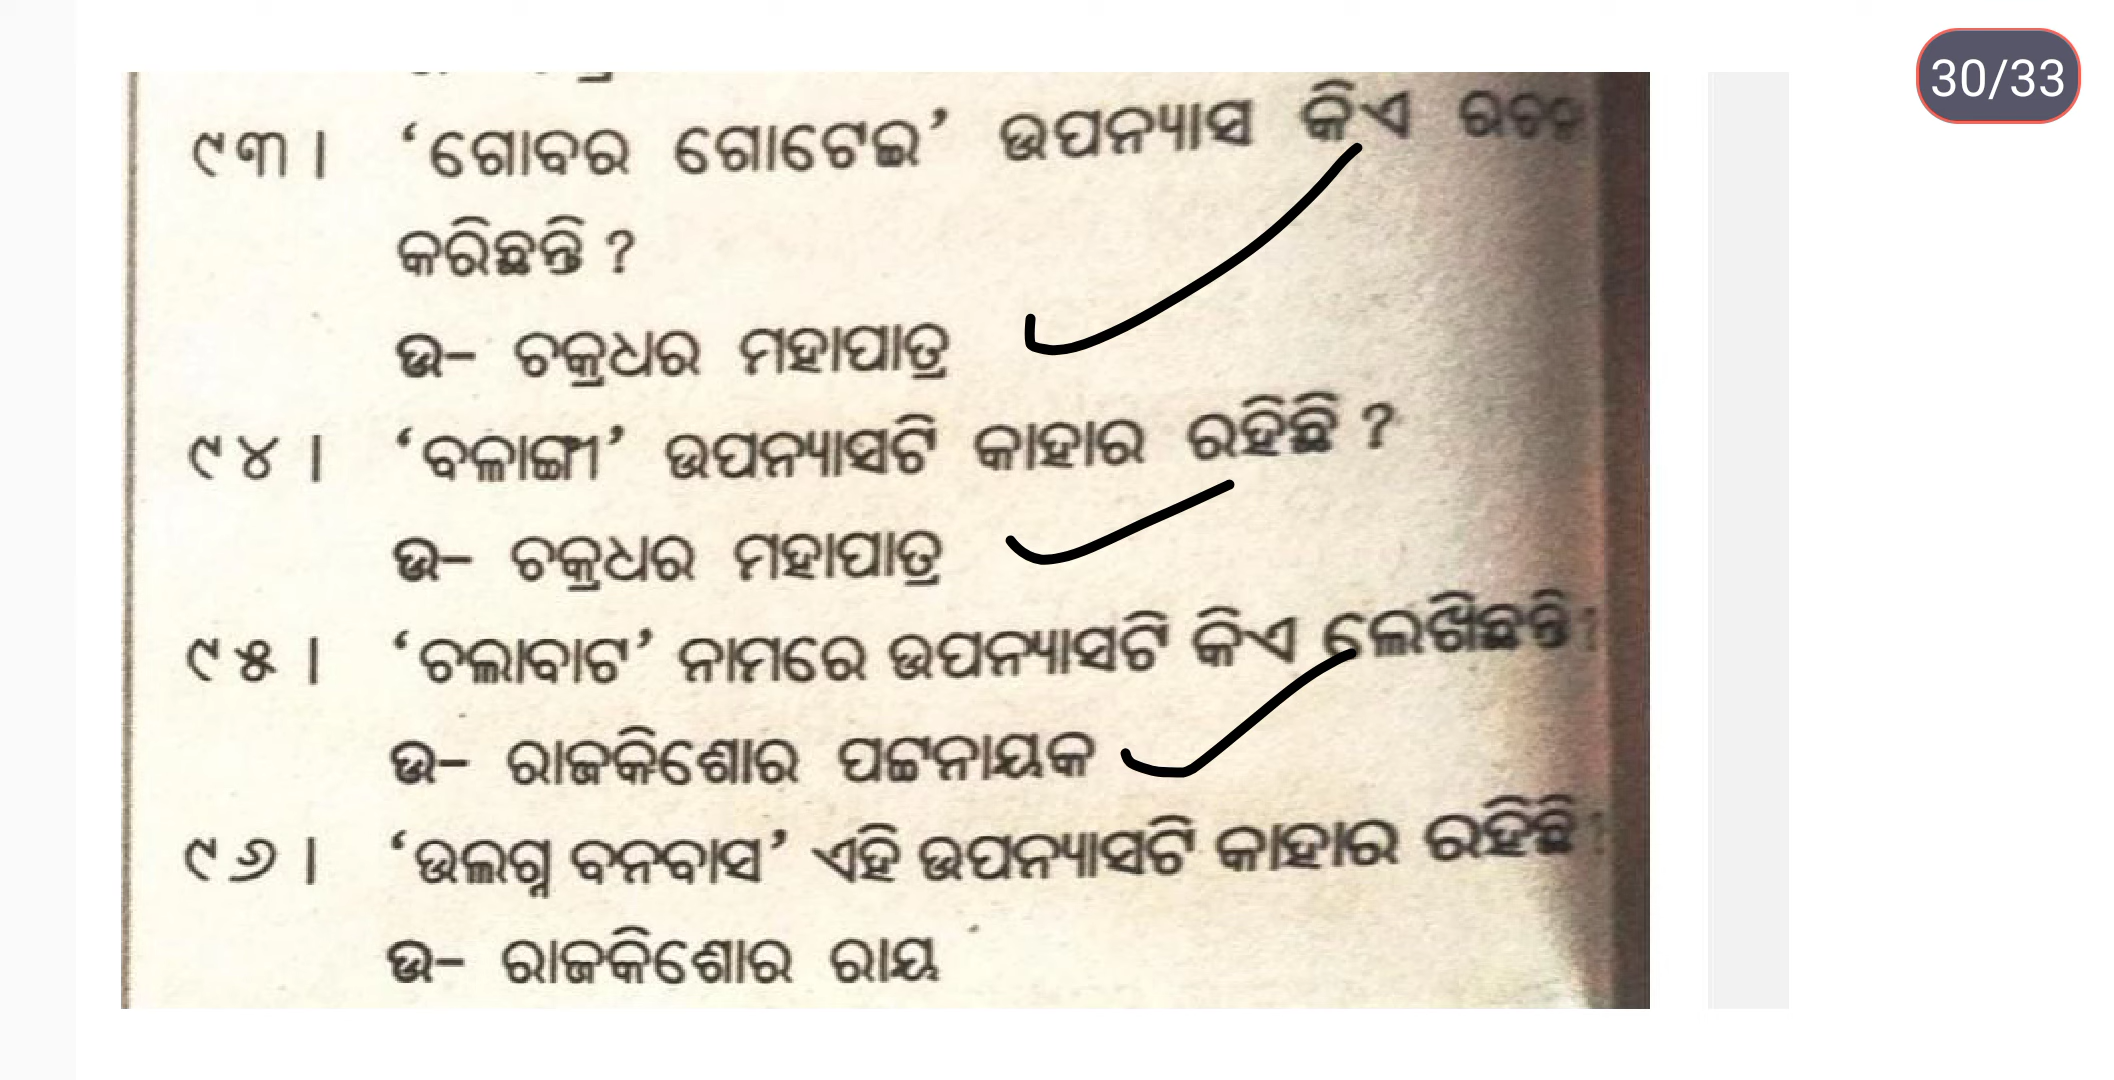 30/33
୯୩। ‘ଗୋବର ଗୋଟେଇ’ ଉପନ୍ୟାସ କିଏ
କରିଛନ୍ତି ?
ଉ– ଚକ୍ରଧର ମହାପାତ୍ର
୯୪। ‘ବଳାଙ୍ଗୀ’ ଉପନ୍ୟାସଟି କାହାର ରହିଛି ?
ଉ– ଚକ୍ରଧର ମହାପାତ୍ର
୯୫। ‘ଚଲାବାଟ’ ନାମରେ ଉପନ୍ୟାସଟି କିଏ ଲେଖିଛନ୍ତି?
ଉ– ରାଜକିଶୋର ପଟ୍ଟନାୟକ
୯୬। ‘ଉଲଗ୍ନ ବନବାସ’ ଏହି ଉପନ୍ୟାସଟି କାହାର ରହିଛି?
ଉ– ରାଜକିଶୋର ରାୟ